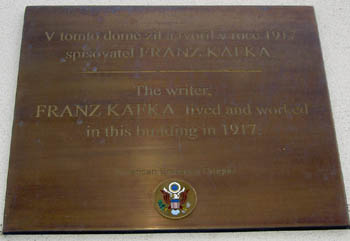 V tomto domě žil a tvořil v roce 1917
spisovatel FRANZ KAFKA
The writer,
FRANZ KAFKA lived and worked
in this building in 1917.